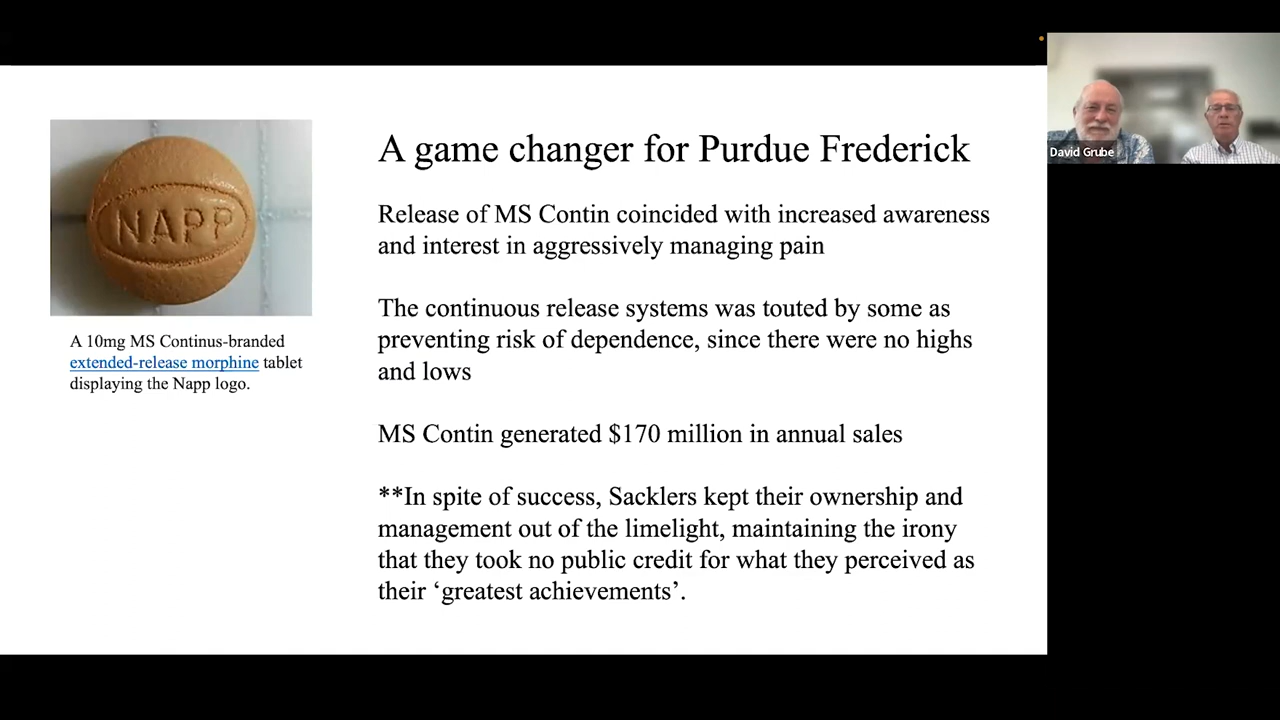 NAPP
A 10mg MS Continus-branded
extended-release morphine tablet
displaying the Napp logo.
A game changer for Purdue Frederick
Release of MS Contin coincided with increased awareness
and interest in aggressively managing pain
The continuous release systems was touted by some as
preventing risk of dependence, since there were no highs
and lows
MS Contin generated $170 million in annual sales
**In spite of success, Sacklers kept their ownership and
management out of the limelight, maintaining the irony
that they took no public credit for what they perceived as
their ‘greatest achievements’.
David Grube